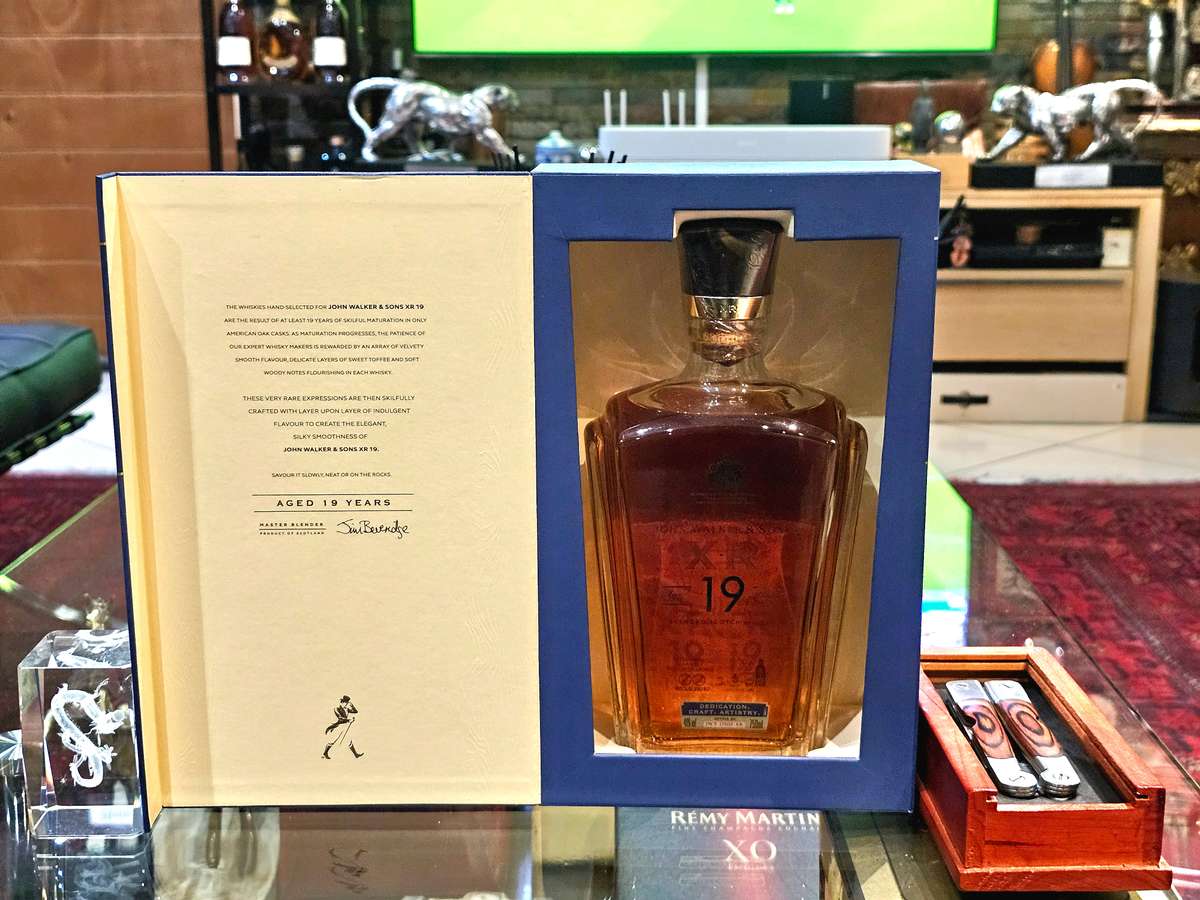 THE WHISKIES HAND-SELECTED FOR JOHN WALKER & SONS XR 19
ARE THE RESULT OF AT LEAST 19 YEARS OF SKILFUL MATURATION IN ONLY
AMERICAN OAK CASKS. AS MATURATION PROGRESSES, THE PATIENCE OF
OUR EXPERT WHISKY MAKERS IS REWARDED BY AN ARRAY OF VELVETY
SMOOTH FLAVOUR, DELICATE LAYERS OF SWEET TOFFEE AND SOFT
WOODY NOTES FLOURISHING IN EACH WHISKY.
THESE VERY RARE EXPRESSIONS ARE THEN SKILFULLY
CRAFTED WITH LAYER UPON LAYER OF INDULGENT
FLAVOUR TO CREATE THE ELEGANT,
SILKY SMOOTHNESS OF
JOHN WALKER & SONS XR 19.
SAVOUR IT SLOWLY, NEAT OR ON THE ROCKS.
AGED 19 YEARS
MASTER BLENDER
PRODUCT OF SCOTLAND
Jim Beveridge
XR
19
DEDICATION.
CRAFT. ARTISTRY.
RÉMY MARTIN
FINE CHAMPAGNE COGNAC
XO